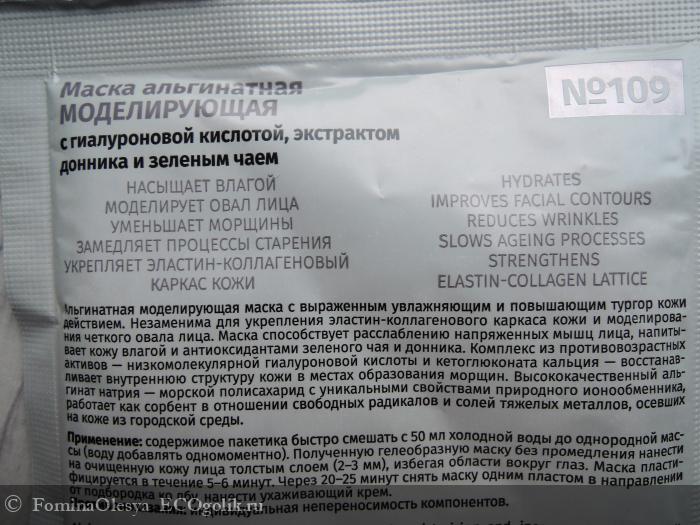 Маска альгинатная
МОДЕЛИРУЮЩАЯ
№109
с гиалуроновой кислотой, экстрактом
донника и зеленым чаем
НАСЫЩАЕТ ВЛАГОЙ
МОДЕЛИРУЕТ ОВАЛ ЛИЦА
УМЕНЬШАЕТ МОРЩИНЫ
ЗАМЕДЛЯЕТ ПРОЦЕССЫ СТАРЕНИЯ
УКРЕПЛЯЕТ ЭЛАСТИН-КОЛЛАГЕНОВЫЙ
КАРКАС КОЖИ
HYDRATES
IMPROVES FACIAL CONTOURS
REDUCES WRINKLES
SLOWS AGEING PROCESSES
STRENGTHENS
ELASTIN-COLLAGEN LATTICE
Альгинатная моделирующая маска с выраженным увлажняющим и повышающим тургор кожи
действием. Незаменима для укрепления эластин-коллагенового каркаса кожи и моделирова-
ния четкого овала лица. Маска способствует расслаблению напряженных мышц лица, напиты-
вает кожу влагой и антиоксидантами зеленого чая и донника. Комплекс из противовозрастных
активов — низкомолекулярной гиалуроновой кислоты и кетоглюконата кальция — восстанав-
ливает внутреннюю структуру кожи в местах образования морщин. Высококачественный аль-
гинат натрия — морской полисахарид с уникальными свойствами природного ионообменника,
работает как сорбент в отношении свободных радикалов и солей тяжелых металлов, осевших
на коже из городской среды.
Применение: содержимое пакетика быстро смешать с 50 мл холодной воды до однородной мас-
сы (воду добавлять одномоментно). Полученную гелеобразную массу без промедления нанести
на очищенную кожу лица толстым слоем (2–3 мм), избегая области вокруг глаз. Маска пласти-
фицируется в течение 5–6 минут. Через 20–25 минут снять маску одним пластом в направлении
от подбородка ко лбу, нанести ухаживающий крем.
индивидуальная непереносимость компонентов.
© FominaOlesya ECOgolik.ru